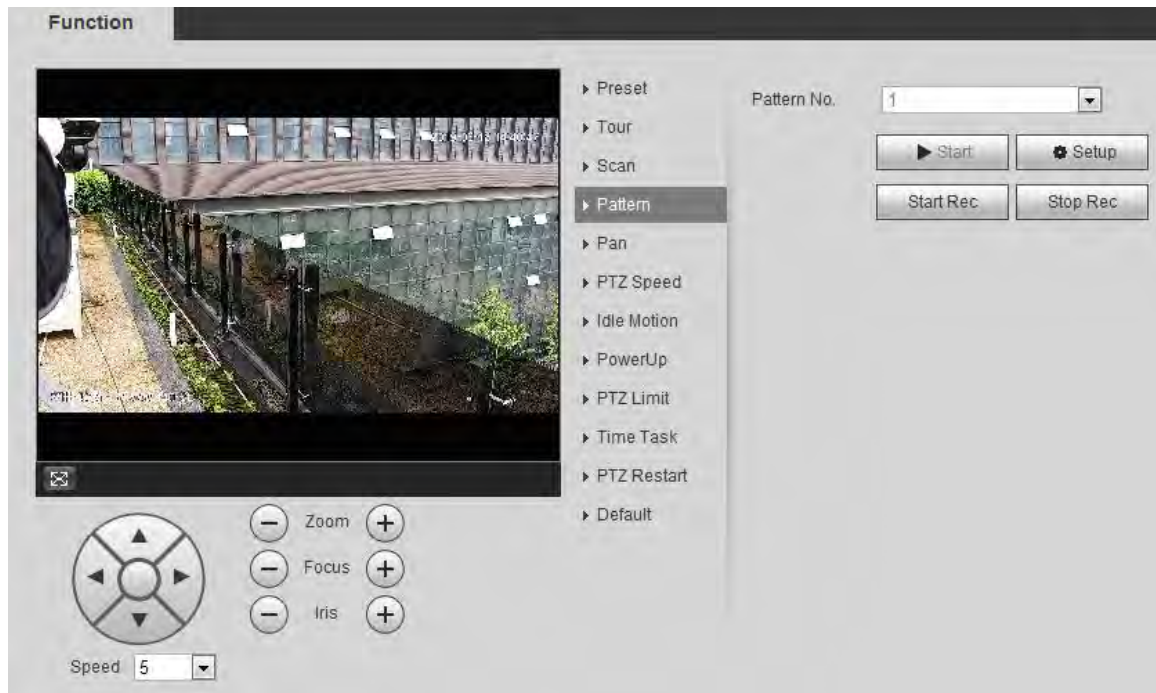 Function
Preset
Tour
Scan
Pattern
Pan
PTZ Speed
Idle Motion
PowerUp
PTZ Limit
Time Task
PTZ Restart
Default
Pattern No.
1
Start
Setup
Start Rec
Stop Rec
Zoom
Focus
Iris
Speed
5